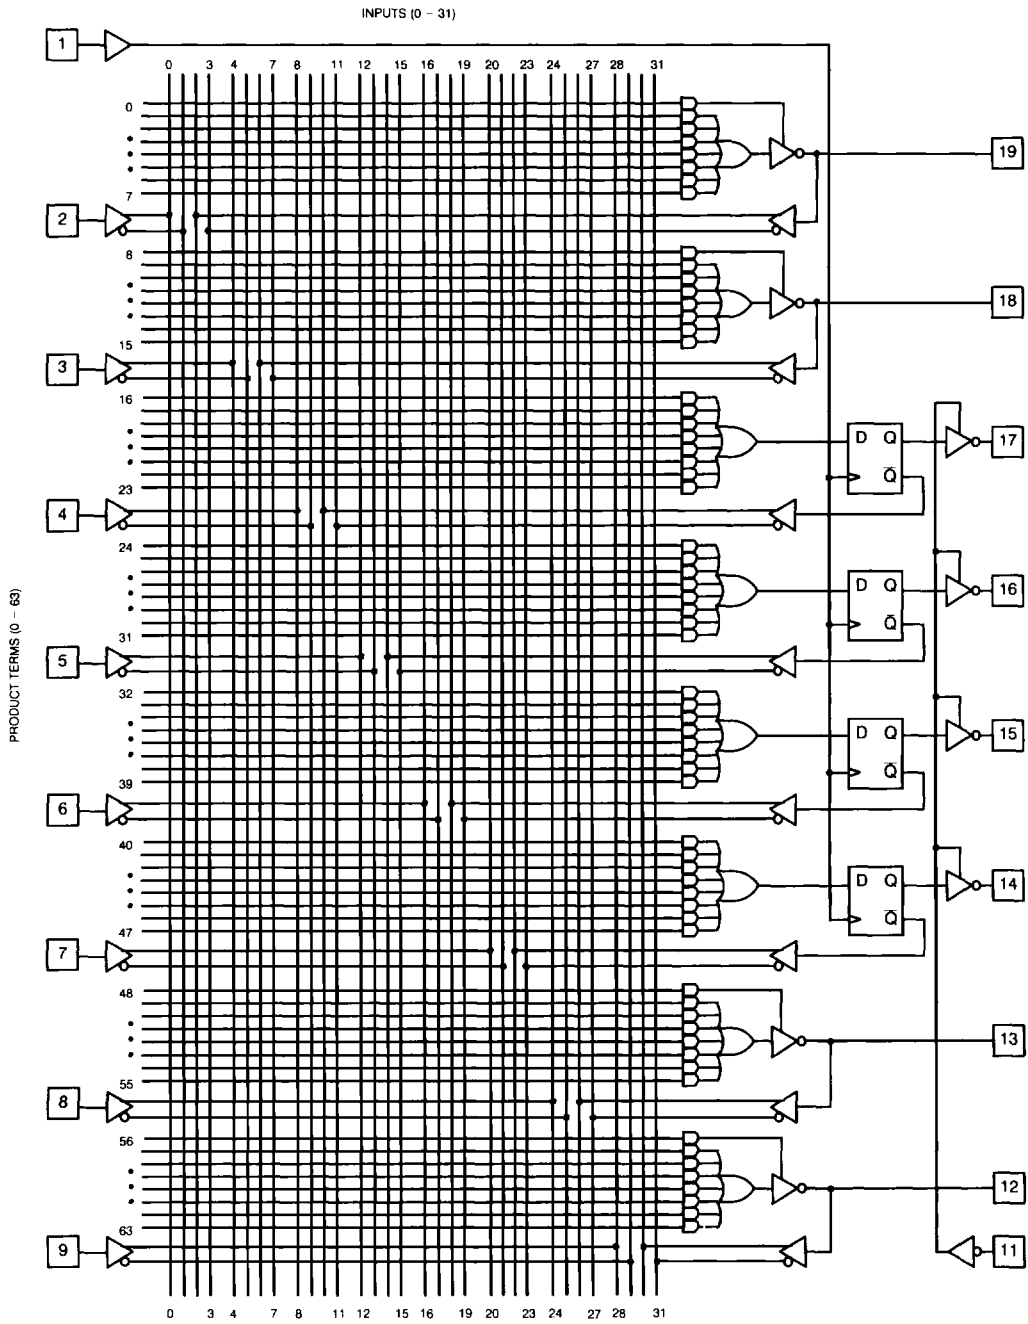 INPUTS (0 – 31)
1
0 3 4 7 8 11 12 15 16 19 20 23 24 27 28 31
0
19
7
2
8
18
15
3
16
D Q
17
Q̅
23
4
24
D Q
16
Q̅
31
5
PRODUCT TERMS (0 – 63)
32
D Q
15
Q̅
39
6
40
D Q
14
Q̅
47
7
48
13
55
8
56
12
63
9
11
0 3 4 7 8 11 12 15 16 19 20 23 24 27 28 31